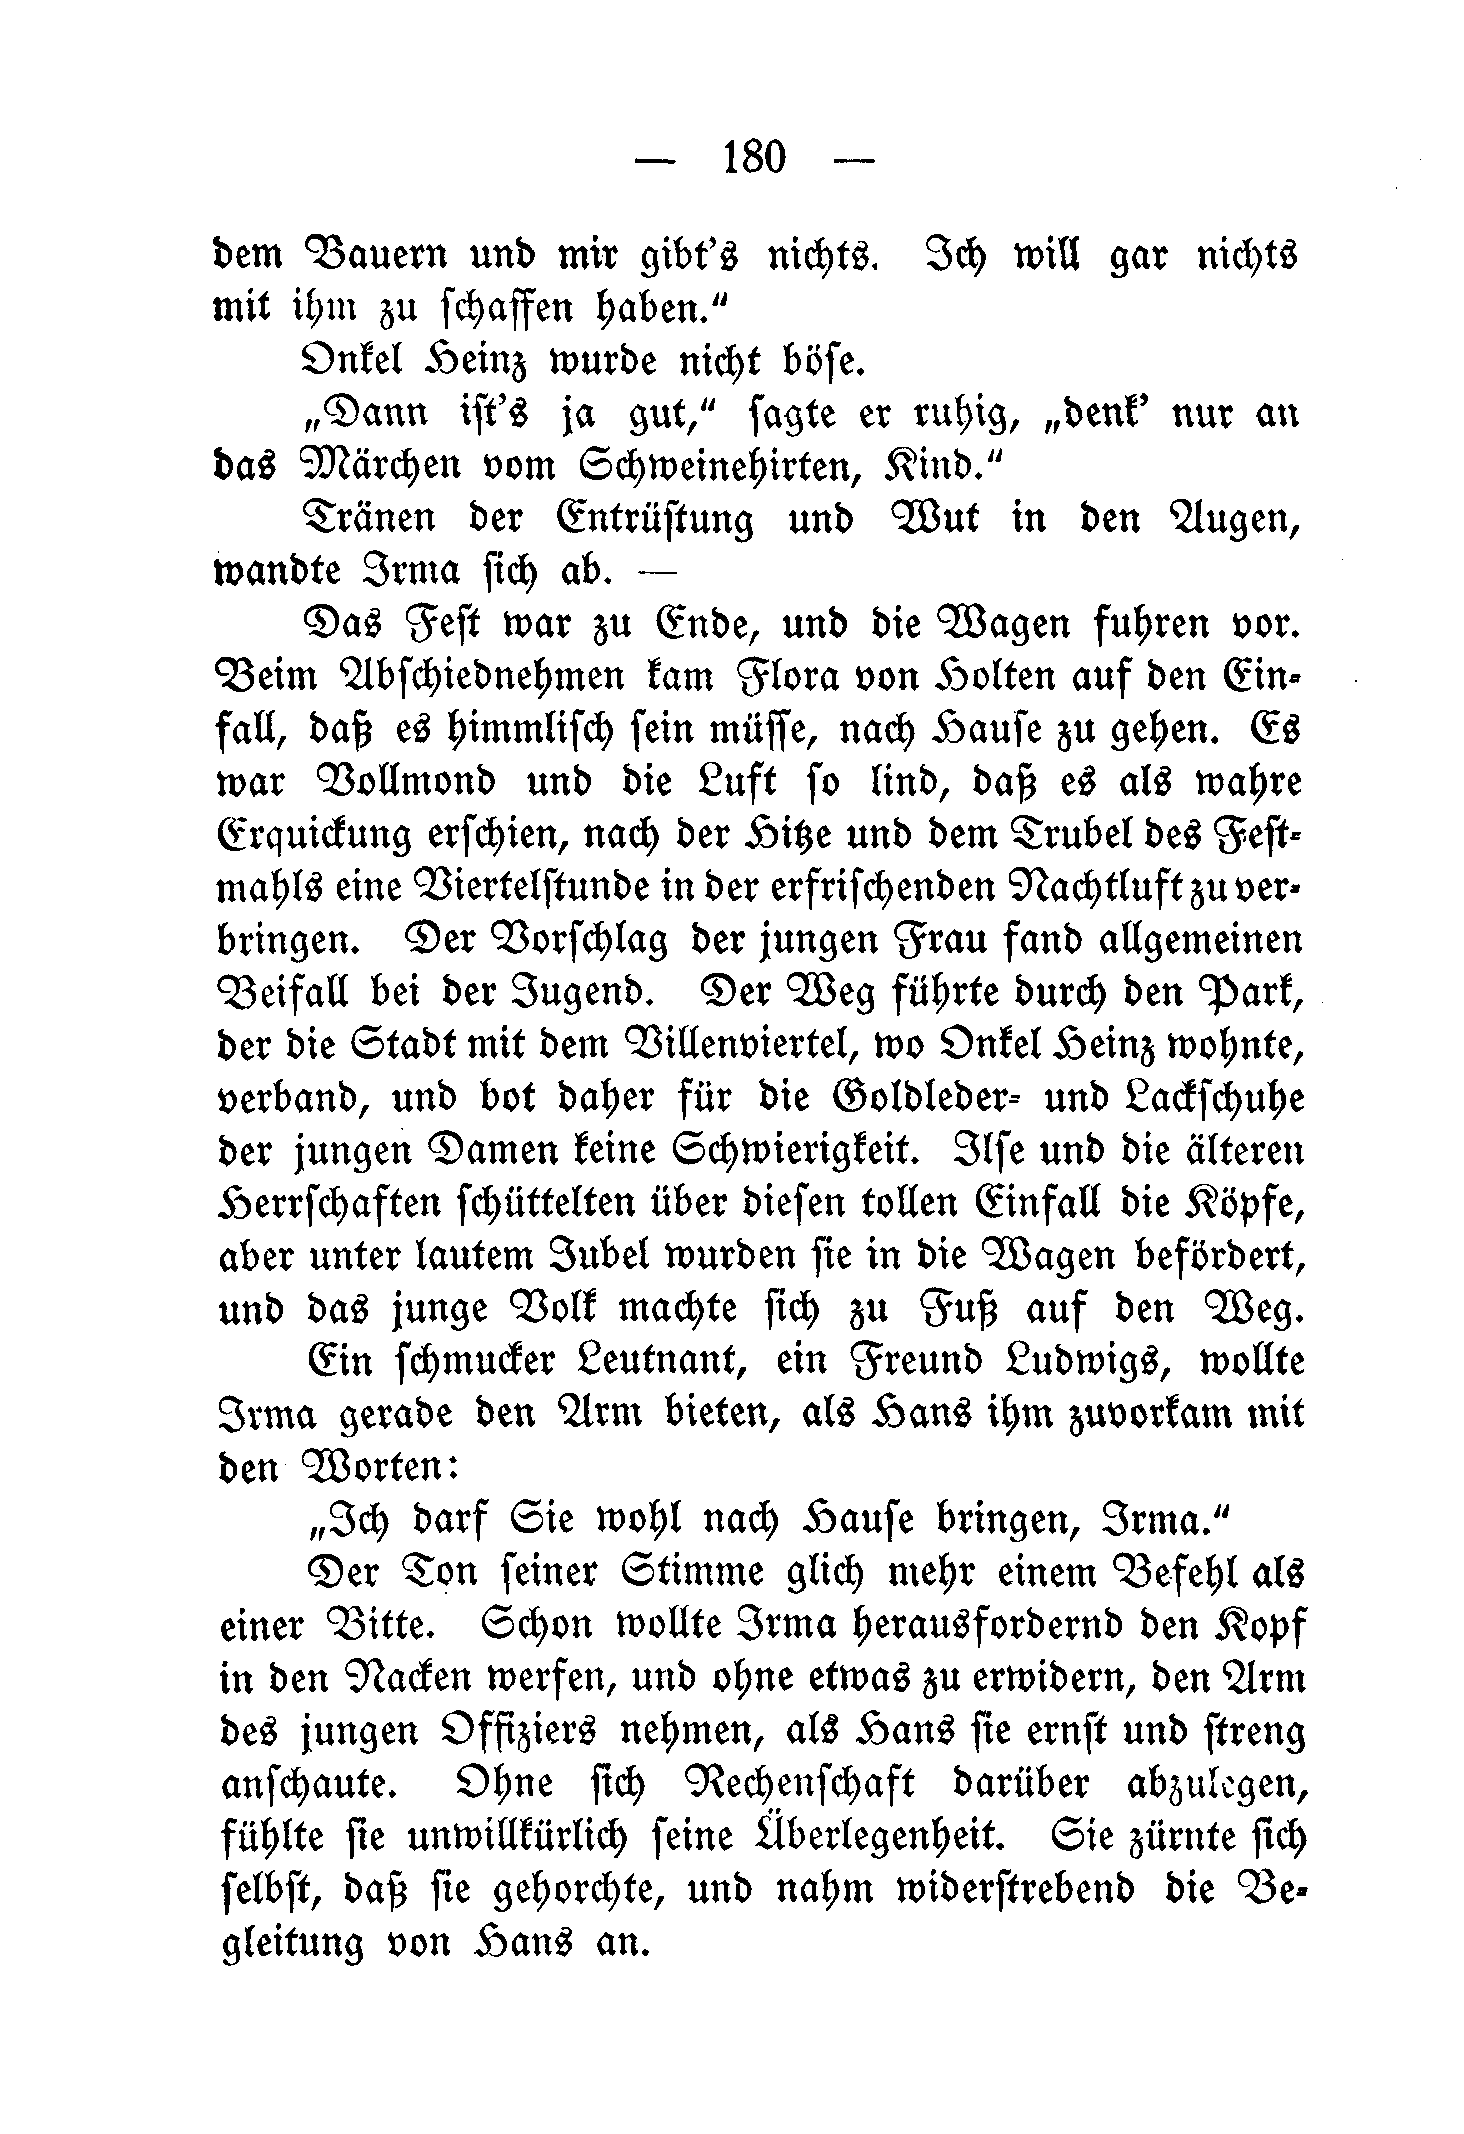 — 180 —
dem Bauern und mir gibt's nichts. Ich will gar nichts
mit ihm zu schaffen haben.“
Onkel Heinz wurde nicht böse.
„Dann ist's ja gut,“ sagte er ruhig, „denk' nur an
das Märchen vom Schweinehirten, Kind.“
Tränen der Entrüstung und Wut in den Augen,
wandte Irma sich ab. —
Das Fest war zu Ende, und die Wagen fuhren vor.
Beim Abschiednehmen kam Flora von Holten auf den Ein-
fall, daß es himmlisch sein müsse, nach Hause zu gehen. Es
war Vollmond und die Luft so lind, daß es als wahre
Erquickung erschien, nach der Hitze und dem Trubel des Fest-
mahls eine Viertelstunde in der erfrischenden Nachtluft zu ver-
bringen. Der Vorschlag der jungen Frau fand allgemeinen
Beifall bei der Jugend. Der Weg führte durch den Park,
der die Stadt mit dem Villenviertel, wo Onkel Heinz wohnte,
verband, und bot daher für die Goldleder- und Lackschuhe
der jungen Damen keine Schwierigkeit. Ilse und die älteren
Herrschaften schüttelten über diesen tollen Einfall die Köpfe,
aber unter lautem Jubel wurden sie in die Wagen befördert,
und das junge Volk machte sich zu Fuß auf den Weg.
Ein schmucker Leutnant, ein Freund Ludwigs, wollte
Irma gerade den Arm bieten, als Hans ihm zuvorkam mit
den Worten:
„Ich darf Sie wohl nach Hause bringen, Irma.“
Der Ton seiner Stimme glich mehr einem Befehl als
einer Bitte. Schon wollte Irma herausfordernd den Kopf
in den Nacken werfen, und ohne etwas zu erwidern, den Arm
des jungen Offiziers nehmen, als Hans sie ernst und streng
anschaute. Ohne sich Rechenschaft darüber abzulegen,
fühlte sie unwillkürlich seine Überlegenheit. Sie zürnte sich
selbst, daß sie gehorchte, und nahm widerstrebend die Be-
gleitung von Hans an.